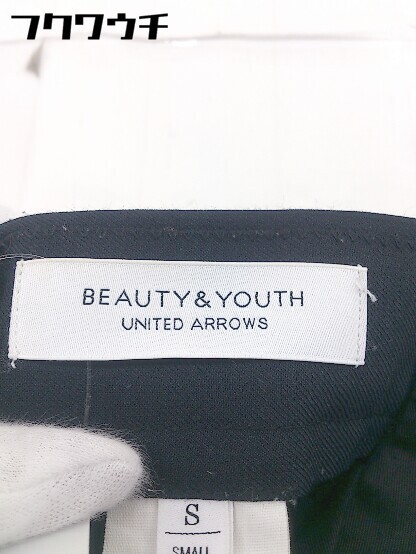 フクワウチ
BEAUTY&YOUTH
UNITED ARROWS
S
SMALL